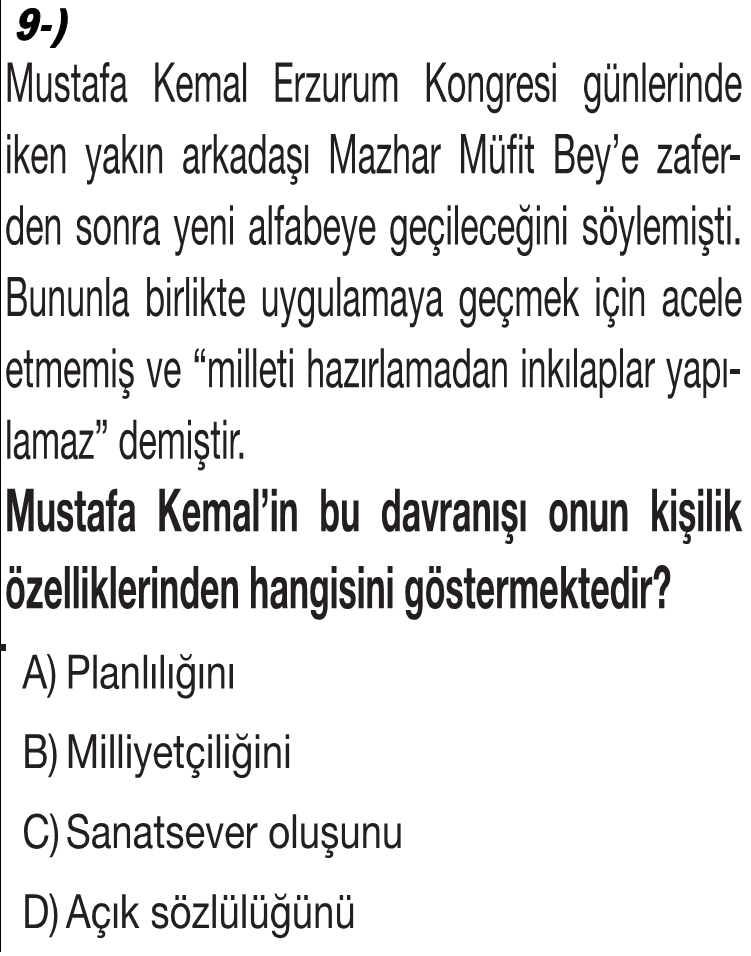 9-)
Mustafa Kemal Erzurum Kongresi günlerinde
iken yakın arkadaşı Mazhar Müfit Bey’e zafer-
den sonra yeni alfabeye geçileceğini söylemişti.
Bununla birlikte uygulamaya geçmek için acele
etmemiş ve “milleti hazırlamadan inkılaplar yapı-
lamaz” demiştir.
Mustafa Kemal’in bu davranışı onun kişilik
özelliklerinden hangisini göstermektedir?
A) Planlılığını
B) Milliyetçiliğini
C) Sanatsever oluşunu
D) Açık sözlülüğünü